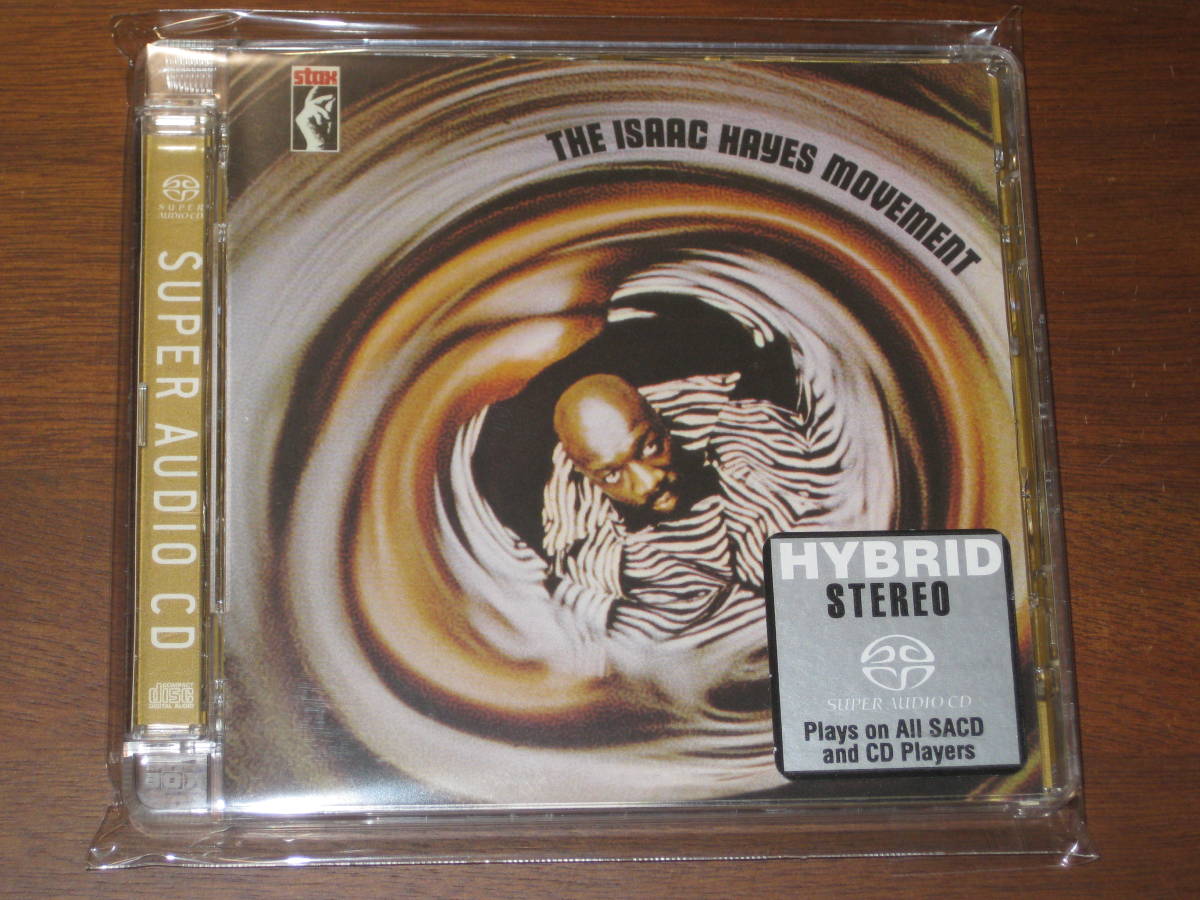 stax
THE ISAAC HAYES MOVEMENT
SUPER
AUDIO CD
SUPER AUDIO CD
COMPACT
disc
DIGITAL AUDIO
HYBRID
STEREO
SUPER AUDIO CD
Plays on All SACD
and CD Players